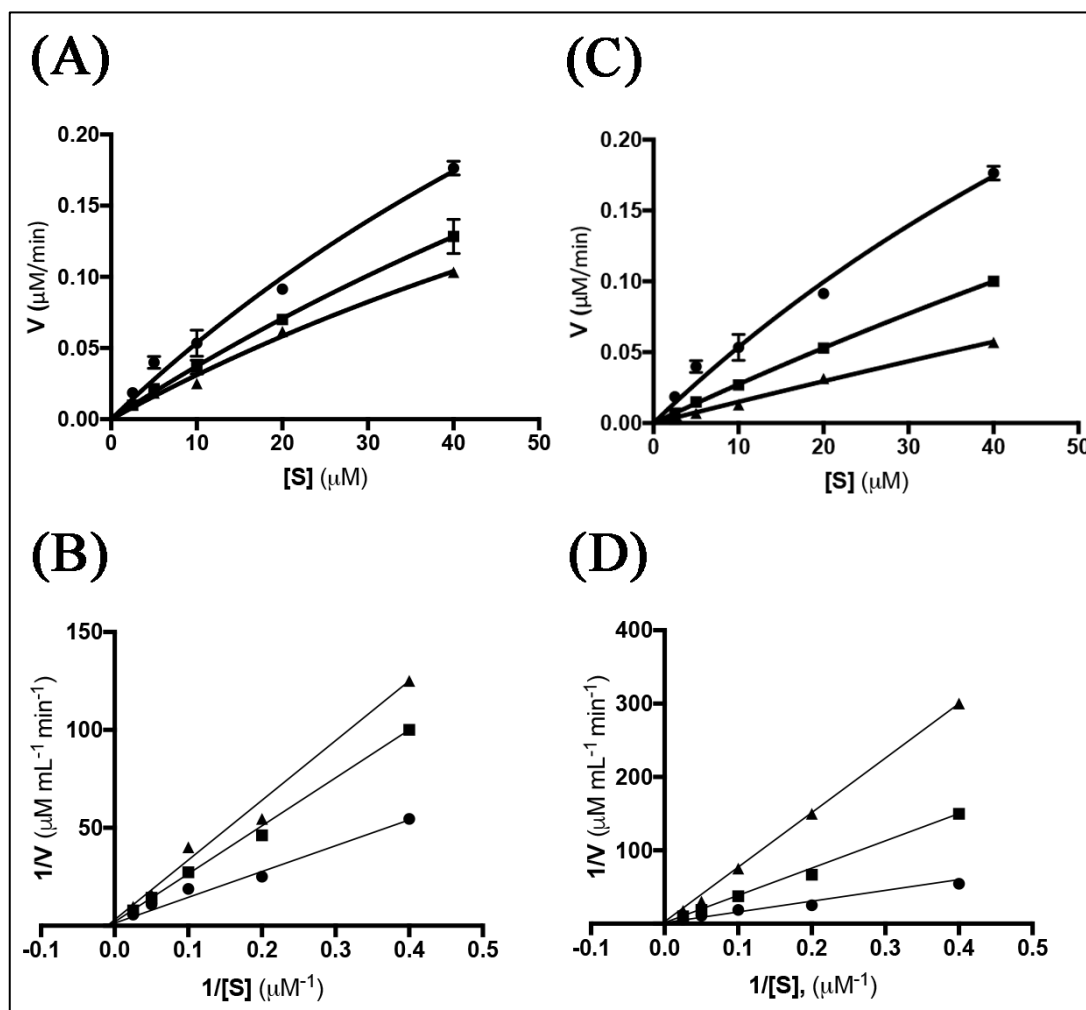 (A)
0.20
0.15
0.10
0.05
0.00
V (μM/min)
0 10 20 30 40 50
[S] (μM)
(C)
0.20
0.15
0.10
0.05
0.00
V (μM/min)
0 10 20 30 40 50
[S] (μM)
(B)
150
100
50
1/V (μM mL⁻¹ min⁻¹)
-0.1 0.0 0.1 0.2 0.3 0.4 0.5
1/[S] (μM⁻¹)
(D)
400
300
200
100
1/V (μM mL⁻¹ min⁻¹)
-0.1 0.0 0.1 0.2 0.3 0.4 0.5
1/[S], (μM⁻¹)